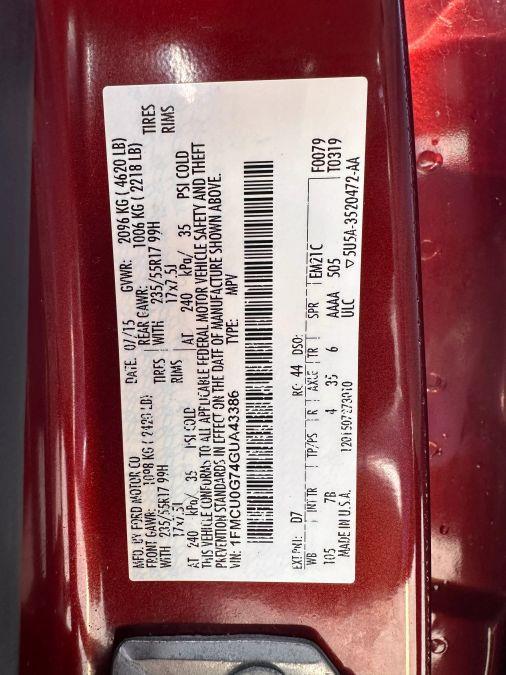 MFD. BY FORD MOTOR CO.
DATE: 07/15 GVWR: 2096 KG ( 4620 LB)
FRONT GAWR: 1098 KG ( 2420 LB) REAR GAWR: 1006 KG ( 2218 LB)
WITH 235/55R17 99H TIRES WITH 235/55R17 99H TIRES
17x7.5J RIMS 17x7.5J RIMS
AT 240 kPa/ 35 PSI COLD AT 240 kPa/ 35 PSI COLD
THIS VEHICLE CONFORMS TO ALL APPLICABLE FEDERAL MOTOR VEHICLE SAFETY AND THEFT
PREVENTION STANDARDS IN EFFECT ON THE DATE OF MANUFACTURE SHOWN ABOVE.
VIN: 1FMCU0G74GUA43386 TYPE: MPV
EXT PNT: D7 RC: 44 DSO: F0079
WB INT TR TP/PS R AXLE TR SPR EM21C T0319
105 7B 4 35 6 AAAA 505
MADE IN U.S.A. ULC ▽5U5A-3520472-AA